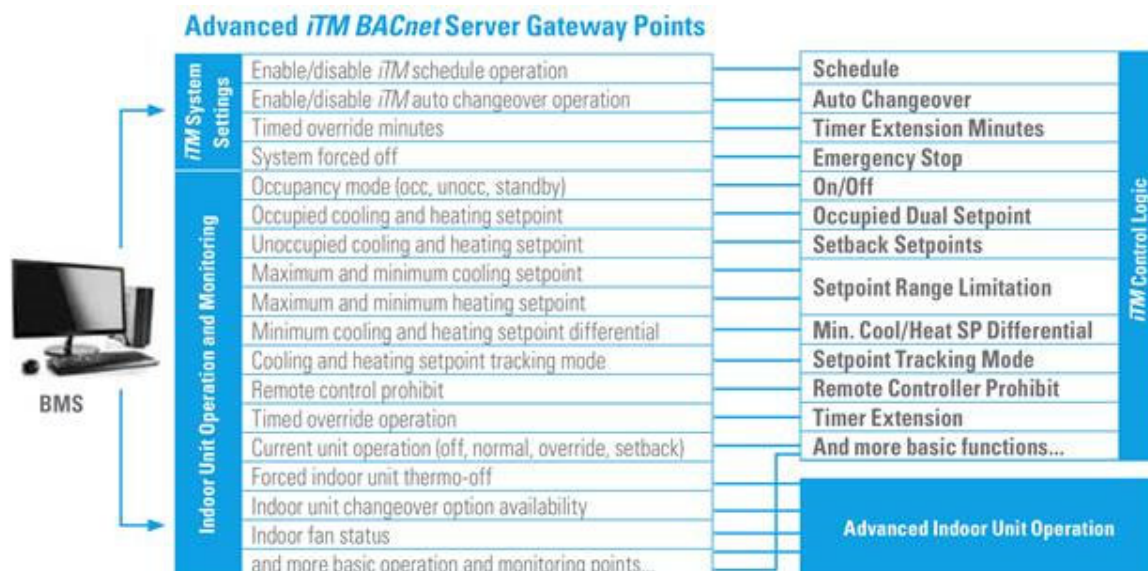 Advanced iTM BACnet Server Gateway Points
iTM System Settings
Enable/disable iTM schedule operation
Schedule
Enable/disable iTM auto changeover operation
Auto Changeover
Timed override minutes
Timer Extension Minutes
System forced off
Emergency Stop
Indoor Unit Operation and Monitoring
Occupancy mode (occ, unocc, standby)
On/Off
Occupied cooling and heating setpoint
Occupied Dual Setpoint
Unoccupied cooling and heating setpoint
Setback Setpoints
Maximum and minimum cooling setpoint
Maximum and minimum heating setpoint
Setpoint Range Limitation
Minimum cooling and heating setpoint differential
Min. Cool/Heat SP Differential
Cooling and heating setpoint tracking mode
Setpoint Tracking Mode
Remote control prohibit
Remote Controller Prohibit
Timed override operation
Timer Extension
Current unit operation (off, normal, override, setback)
And more basic functions...
Forced indoor unit thermo-off
Indoor unit changeover option availability
Indoor fan status
and more basic operation and monitoring points...
Advanced Indoor Unit Operation
iTM Control Logic
BMS